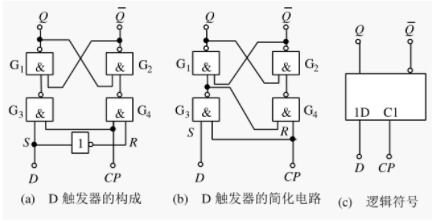 Q Q̄ Q Q̄
Q Q̄
G₁ & & G₂ G₁ & & G₂
G₃ & & G₄ G₃ & & G₄ 1D C1
S 1 R S R
D CP D CP D CP
(a) D 触发器的构成 (b) D 触发器的简化电路 (c) 逻辑符号